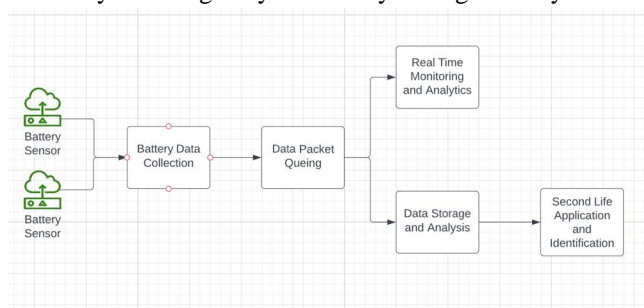 Real Time
Monitoring
and Analytics
Battery
Sensor
Battery Data
Collection
Data Packet
Queing
Battery
Sensor
Data Storage
and Analysis
Second Life
Application
and
Identification